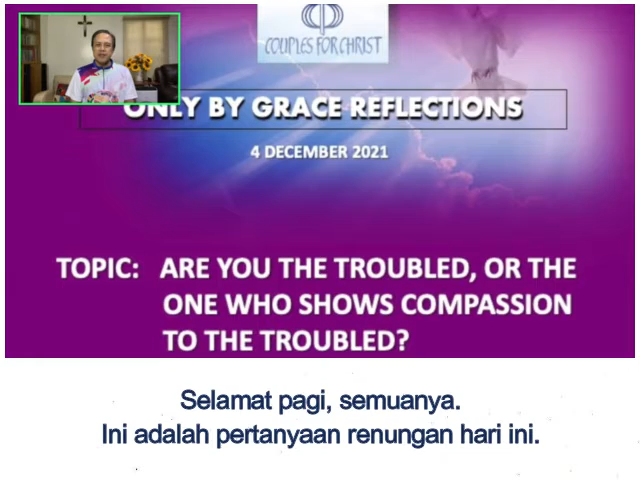 COUPLES FOR CHRIST
ONLY BY GRACE REFLECTIONS
4 DECEMBER 2021
TOPIC: ARE YOU THE TROUBLED, OR THE
ONE WHO SHOWS COMPASSION
TO THE TROUBLED?
Selamat pagi, semuanya.
Ini adalah pertanyaan renungan hari ini.